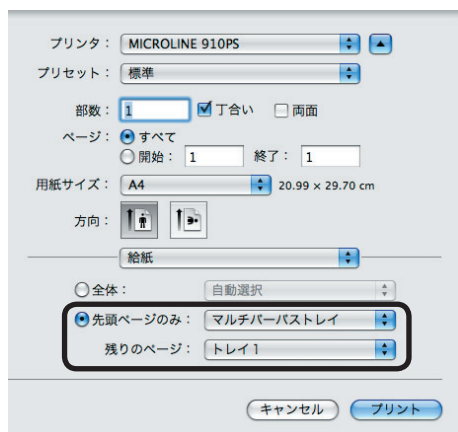 プリンタ： MICROLINE 910PS
プリセット： 標準
部数： 1 丁合い 両面
ページ： すべて
開始： 1 終了： 1
用紙サイズ： A4 20.99 × 29.70 cm
方向：
給紙
全体： 自動選択
先頭ページのみ： マルチパーパストレイ
残りのページ： トレイ1
キャンセル プリント